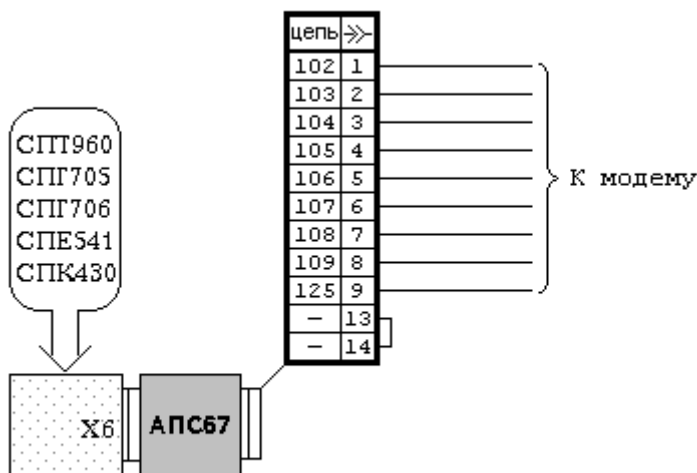 цепь
102 1
103 2
104 3
105 4
106 5
107 6
108 7
109 8
125 9
– 13
– 14
К модему
СПТ960
СПГ705
СПГ706
СПЕ541
СПК430
X6
АПС67